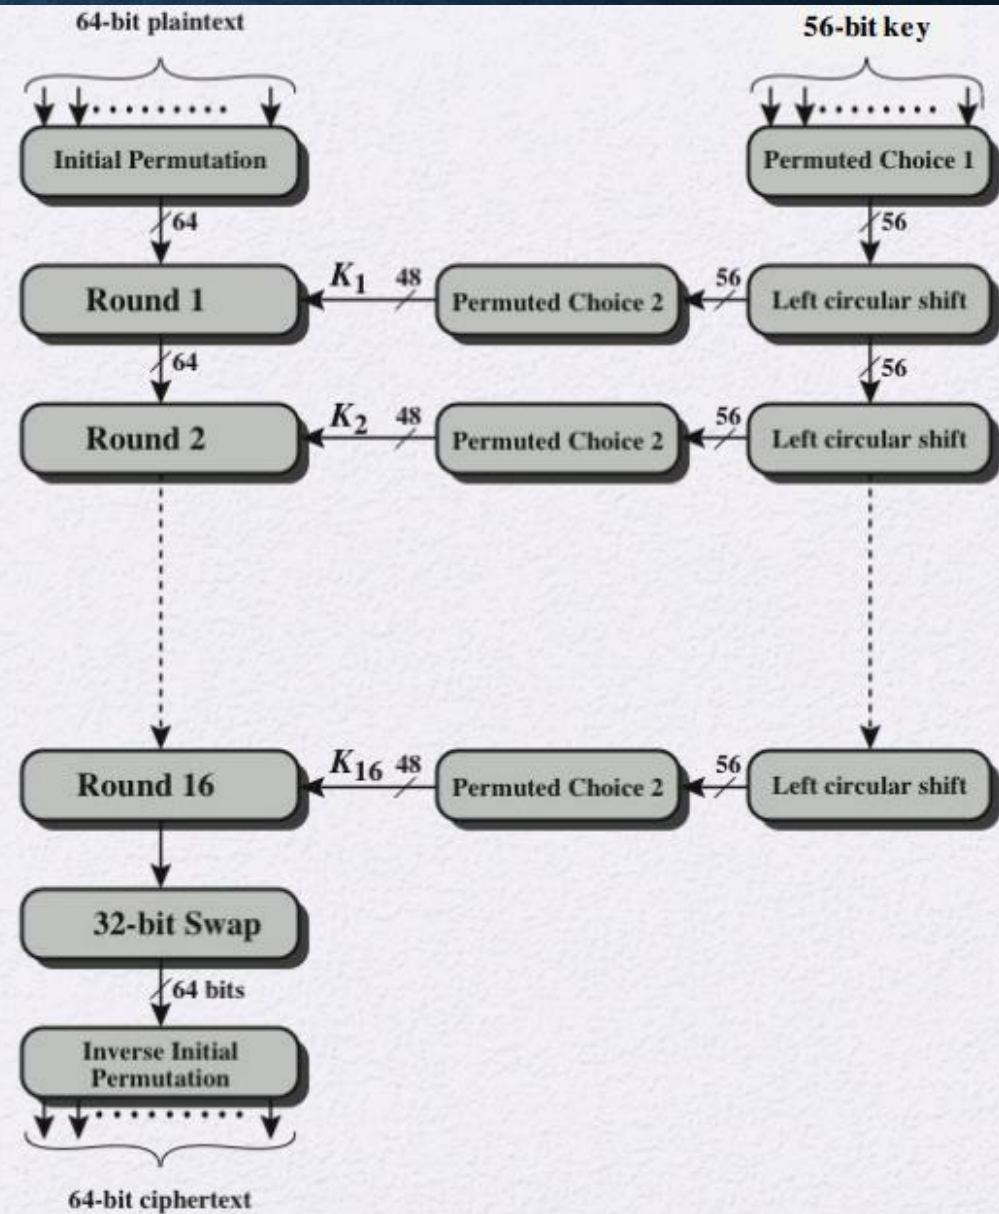 64-bit plaintext
56-bit key
Initial Permutation
Permuted Choice 1
64
56
Round 1
K1
48
Permuted Choice 2
56
Left circular shift
64
56
Round 2
K2
48
Permuted Choice 2
56
Left circular shift
Round 16
K16
48
Permuted Choice 2
56
Left circular shift
32-bit Swap
64 bits
Inverse Initial
Permutation
64-bit ciphertext